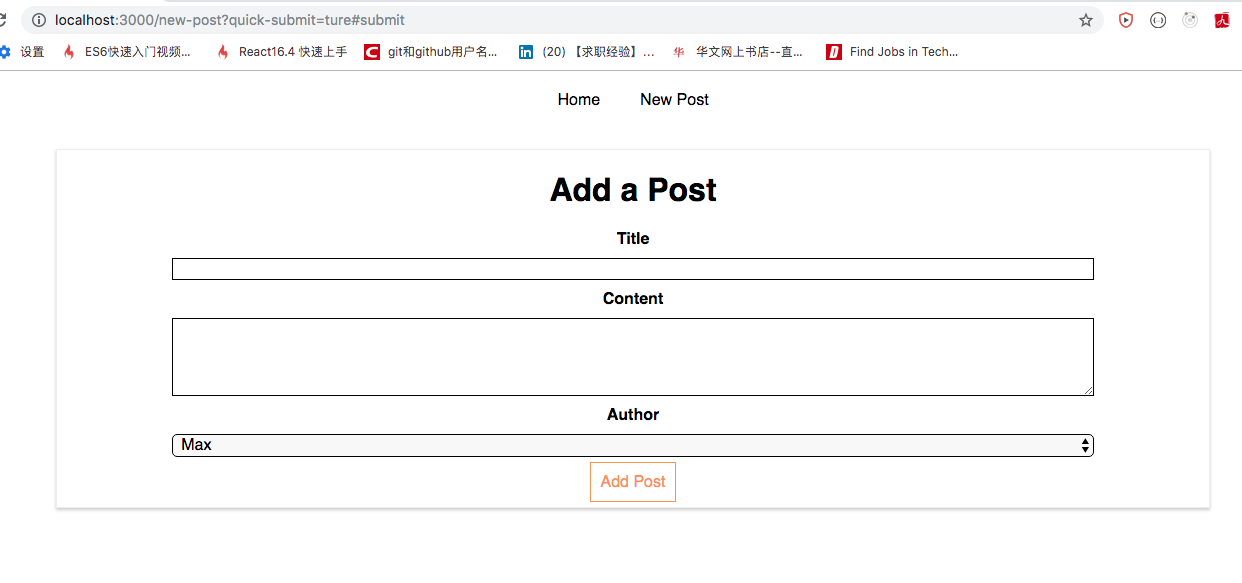 localhost:3000/new-post?quick-submit=ture#submit
设置 ES6快速入门视频... React16.4 快速上手 git和github用户名... (20) 【求职经验】... 华 华文网上书店--直... Find Jobs in Tech...
Home New Post
Add a Post
Title
Content
Author
Max
Add Post